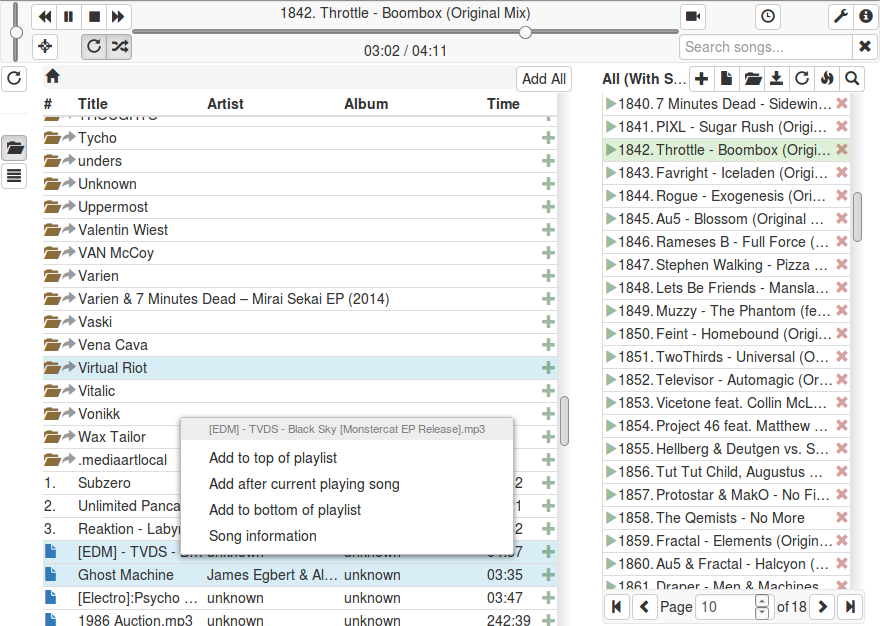 1842. Throttle - Boombox (Original Mix)
03:02 / 04:11
Search songs...
Add All
# Title Artist Album Time
THOUGHTS
Tycho
unders
Unknown
Uppermost
Valentin Wiest
VAN McCoy
Varien
Varien & 7 Minutes Dead – Mirai Sekai EP (2014)
Vaski
Vena Cava
Virtual Riot
Vitalic
Vonikk
Wax Tailor
.mediaartlocal
1. Subzero 2
2. Unlimited Panca 1
3. Reaktion - Labyr 2
[EDM] - TVDS - B... unknown unknown
Ghost Machine James Egbert & Al... unknown 03:35
[Electro]:Psycho ... unknown unknown 03:47
1986 Auction.mp3 unknown unknown 242:39
[EDM] - TVDS - Black Sky [Monstercat EP Release].mp3
Add to top of playlist
Add after current playing song
Add to bottom of playlist
Song information
All (With S...
1840. 7 Minutes Dead - Sidewin...
1841. PIXL - Sugar Rush (Origi...
1842. Throttle - Boombox (Origi...
1843. Favright - Iceladen (Origi...
1844. Rogue - Exogenesis (Ori...
1845. Au5 - Blossom (Original ...
1846. Rameses B - Full Force (...
1847. Stephen Walking - Pizza ...
1848. Lets Be Friends - Mansla...
1849. Muzzy - The Phantom (fe...
1850. Feint - Homebound (Origi...
1851. TwoThirds - Universal (O...
1852. Televisor - Automagic (Or...
1853. Vicetone feat. Collin McL...
1854. Project 46 feat. Matthew ...
1855. Hellberg & Deutgen vs. S...
1856. Tut Tut Child, Augustus ...
1857. Protostar & MakO - No Fi...
1858. The Qemists - No More
1859. Fractal - Elements (Origin...
1860. Au5 & Fractal - Halcyon (...
1861. Draper - Men & Machines
Page 10 of 18